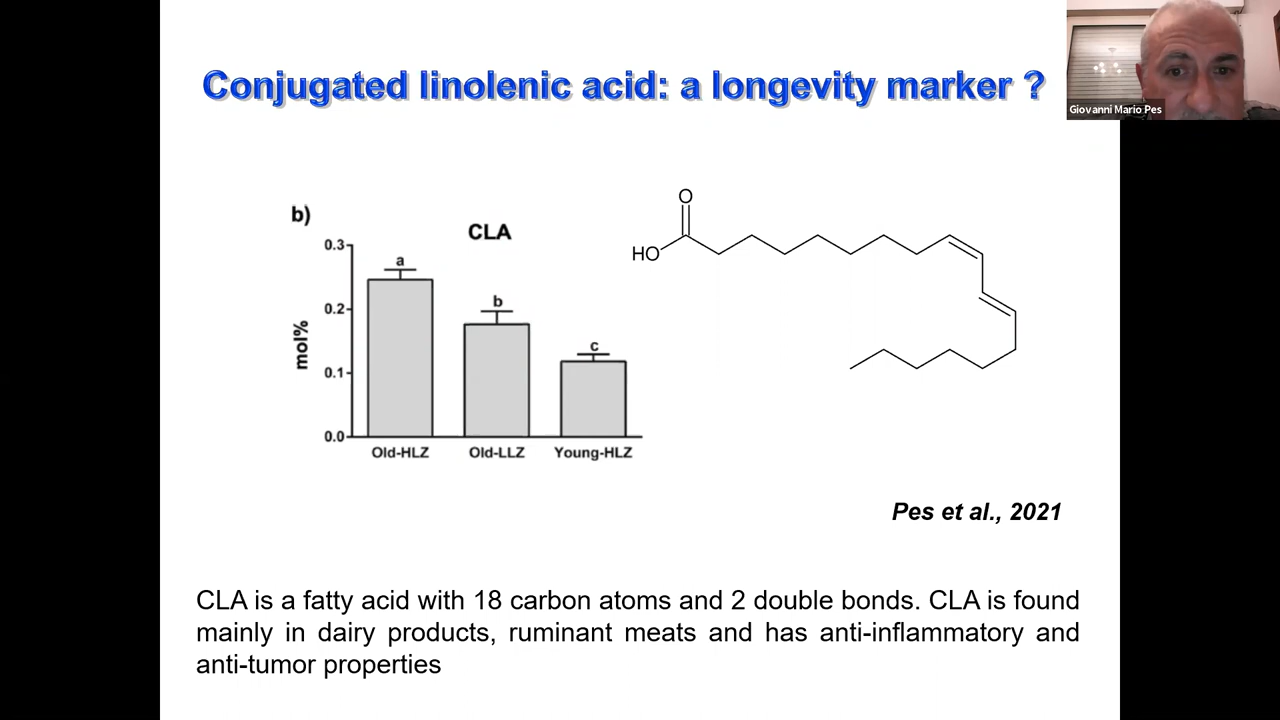 Conjugated linolenic acid: a longevity marker ?
Giovanni Mario Pes
b)
CLA
0.3
0.2
0.1
0.0
mol%
a
b
c
Old-HLZ
Old-LLZ
Young-HLZ
O
HO
Pes et al., 2021
CLA is a fatty acid with 18 carbon atoms and 2 double bonds. CLA is found
mainly in dairy products, ruminant meats and has anti-inflammatory and
anti-tumor properties